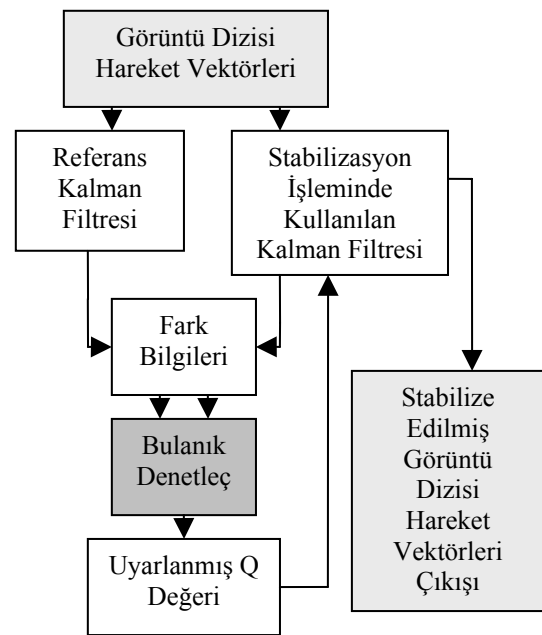 Görüntü Dizisi
Hareket Vektörleri
Referans
Kalman
Filtresi
Stabilizasyon
İşleminde
Kullanılan
Kalman Filtresi
Fark
Bilgileri
Bulanık
Denetleç
Uyarlanmış Q
Değeri
Stabilize
Edilmiş
Görüntü
Dizisi
Hareket
Vektörleri
Çıkışı